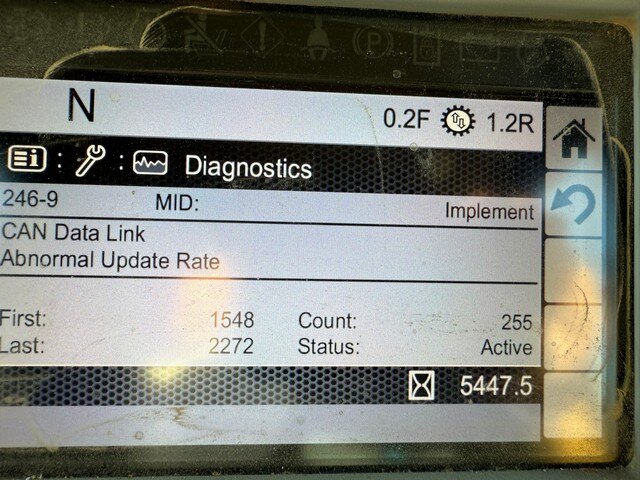 N
0.2F 1.2R
: : Diagnostics
246-9 MID: Implement
CAN Data Link
Abnormal Update Rate
First: 1548 Count: 255
Last: 2272 Status: Active
5447.5